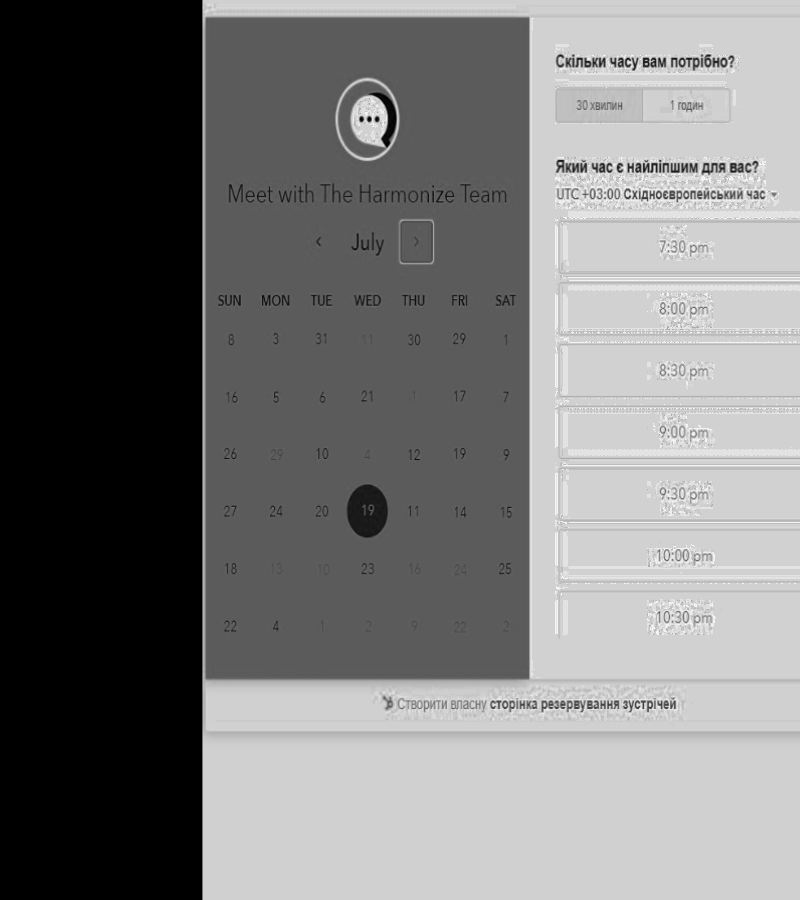 Meet with The Harmonize Team
July
SUN MON TUE WED THU FRI SAT
8 3 31 11 30 29 1
16 5 6 21 1 17 7
26 29 10 4 12 19 9
27 24 20 19 11 14 15
18 13 10 23 16 24 25
22 4 1 2 9 22 2
Скільки часу вам потрібно?
30 хвилин 1 годин
Який час є найліпшим для вас?
UTC +03:00 Східноєвропейський час
7:30 pm
8:00 pm
8:30 pm
9:00 pm
9:30 pm
10:00 pm
10:30 pm
Створити власну сторінка резервування зустрічей